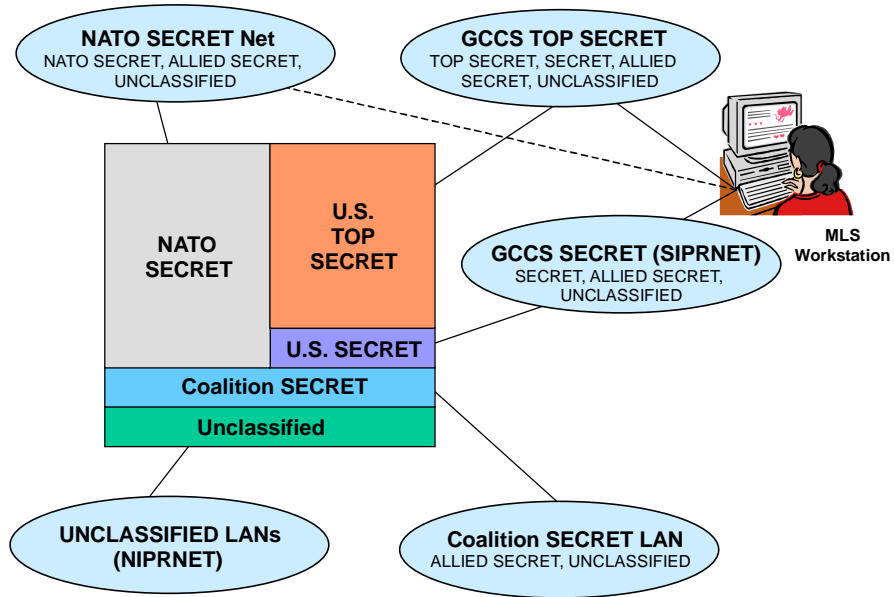 NATO SECRET Net
NATO SECRET, ALLIED SECRET,
UNCLASSIFIED
GCCS TOP SECRET
TOP SECRET, SECRET, ALLIED
SECRET, UNCLASSIFIED
NATO
SECRET
U.S.
TOP
SECRET
MLS
Workstation
GCCS SECRET (SIPRNET)
SECRET, ALLIED SECRET,
UNCLASSIFIED
U.S. SECRET
Coalition SECRET
Unclassified
UNCLASSIFIED LANs
(NIPRNET)
Coalition SECRET LAN
ALLIED SECRET, UNCLASSIFIED